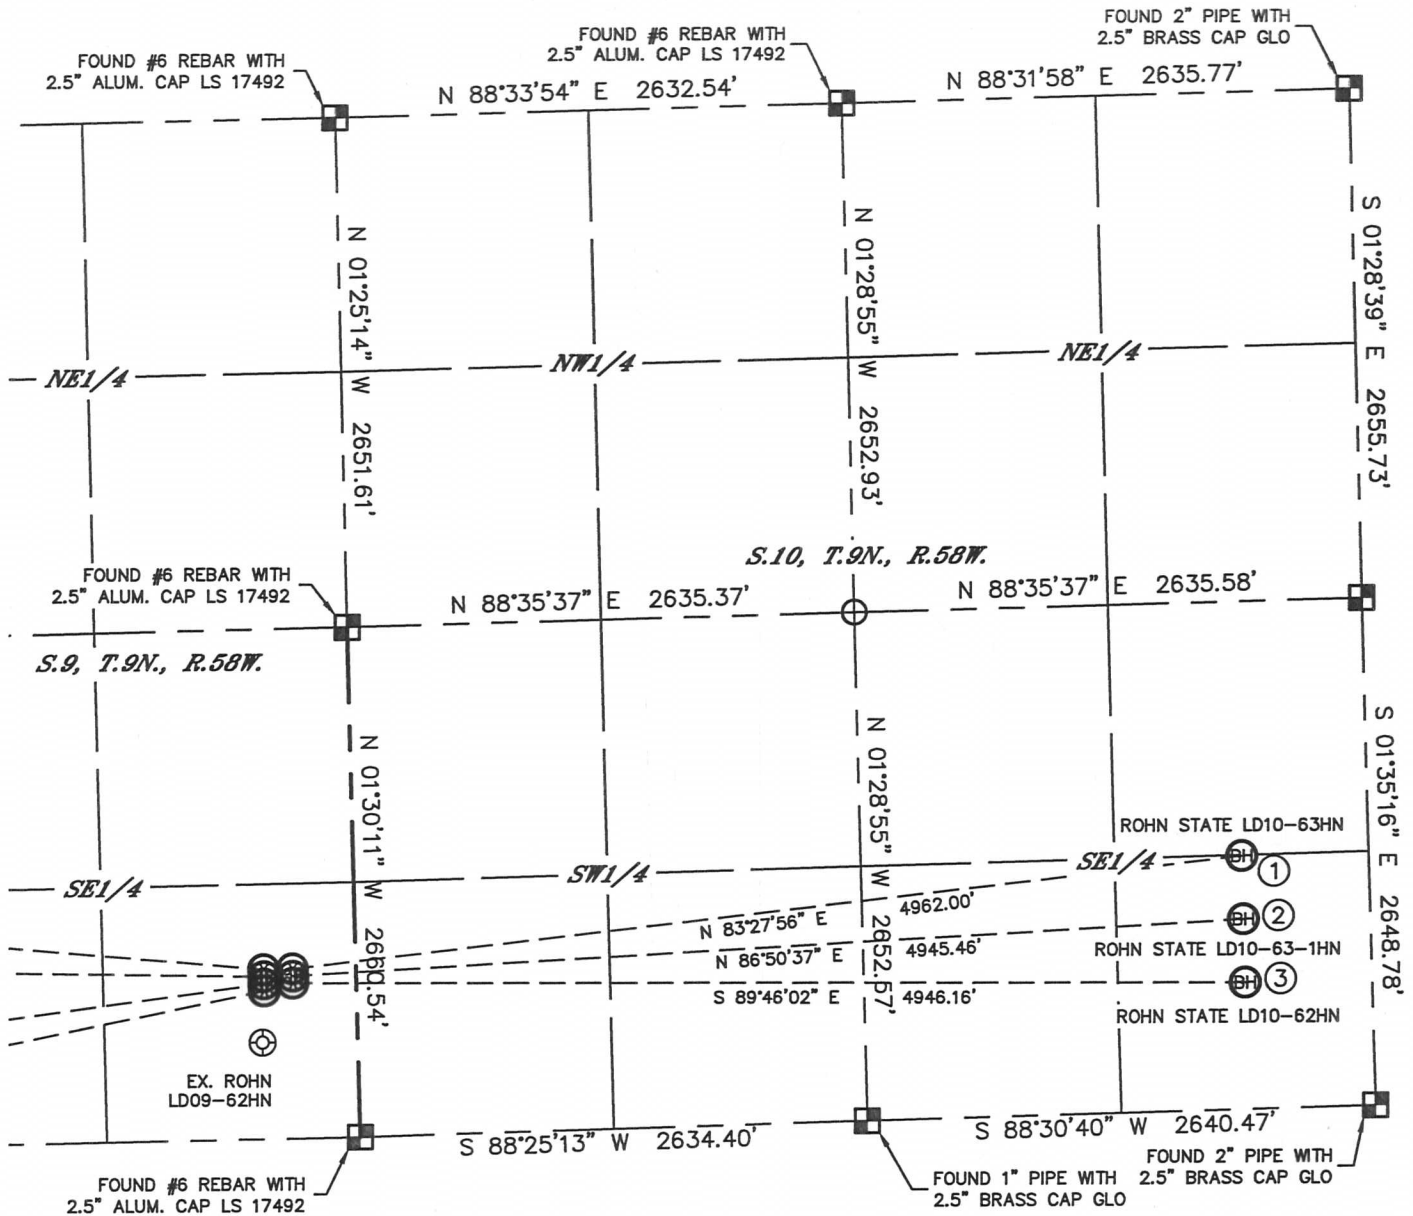 FOUND #6 REBAR WITH
2.5" ALUM. CAP LS 17492
FOUND #6 REBAR WITH
2.5" ALUM. CAP LS 17492
FOUND 2" PIPE WITH
2.5" BRASS CAP GLO
N 88°33'54" E 2632.54'
N 88°31'58" E 2635.77'
N 01°25'14" W 2651.61'
N 01°28'55" W 2652.93'
S 01°28'39" E 2655.73'
NE1/4
NW1/4
NE1/4
S.10, T.9N., R.58W.
FOUND #6 REBAR WITH
2.5" ALUM. CAP LS 17492
N 88°35'37" E 2635.37'
N 88°35'37" E 2635.58'
S.9, T.9N., R.58W.
N 01°30'11" W 2660.54'
N 01°28'55" W 2652.57'
S 01°35'16" E 2648.78'
ROHN STATE LD10-63HN
SE1/4
SW1/4
SE1/4
BH
1
N 83°27'56" E 4962.00'
BH
2
N 86°50'37" E 4945.46'
ROHN STATE LD10-63-1HN
S 89°46'02" E 4946.16'
BH
3
ROHN STATE LD10-62HN
EX. ROHN
LD09-62HN
S 88°25'13" W 2634.40'
S 88°30'40" W 2640.47'
FOUND #6 REBAR WITH
2.5" ALUM. CAP LS 17492
FOUND 1" PIPE WITH
2.5" BRASS CAP GLO
FOUND 2" PIPE WITH
2.5" BRASS CAP GLO